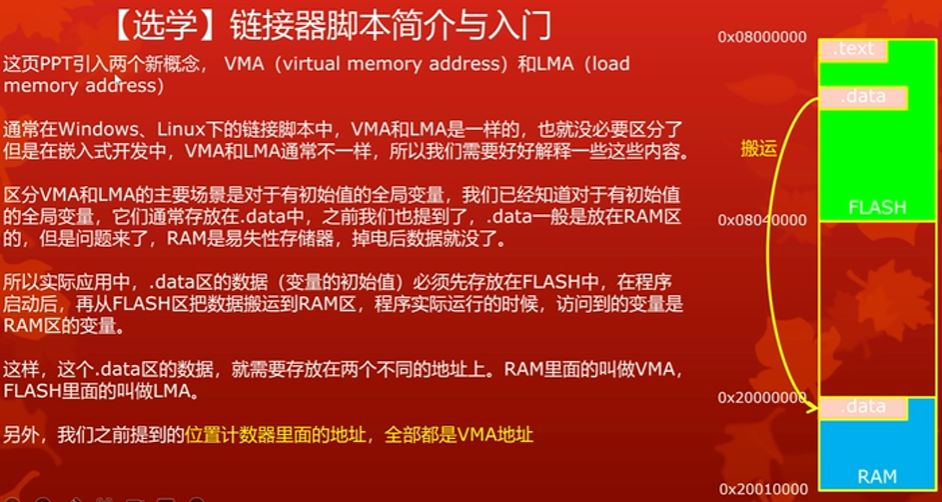 【选学】链接器脚本简介与入门
这页PPT引入两个新概念， VMA（virtual memory address）和LMA（load
memory address）
通常在Windows、Linux下的链接脚本中，VMA和LMA是一样的，也就没必要区分了
但是在嵌入式开发中，VMA和LMA通常不一样，所以我们需要好好解释一些这些内容。
区分VMA和LMA的主要场景是对于有初始值的全局变量，我们已经知道对于有初始值
的全局变量，它们通常存放在.data中，之前我们也提到了，.data一般是放在RAM区
的，但是问题来了，RAM是易失性存储器，掉电后数据就没了。
所以实际应用中，.data区的数据（变量的初始值）必须先存放在FLASH中，在程序
启动后，再从FLASH区把数据搬运到RAM区，程序实际运行的时候，访问到的变量是
RAM区的变量。
这样，这个.data区的数据，就需要存放在两个不同的地址上。RAM里面的叫做VMA，
FLASH里面的叫做LMA。
另外，我们之前提到的位置计数器里面的地址，全部都是VMA地址
0x08000000
.text
.data
搬运
FLASH
0x08040000
0x20000000
.data
RAM
0x20010000